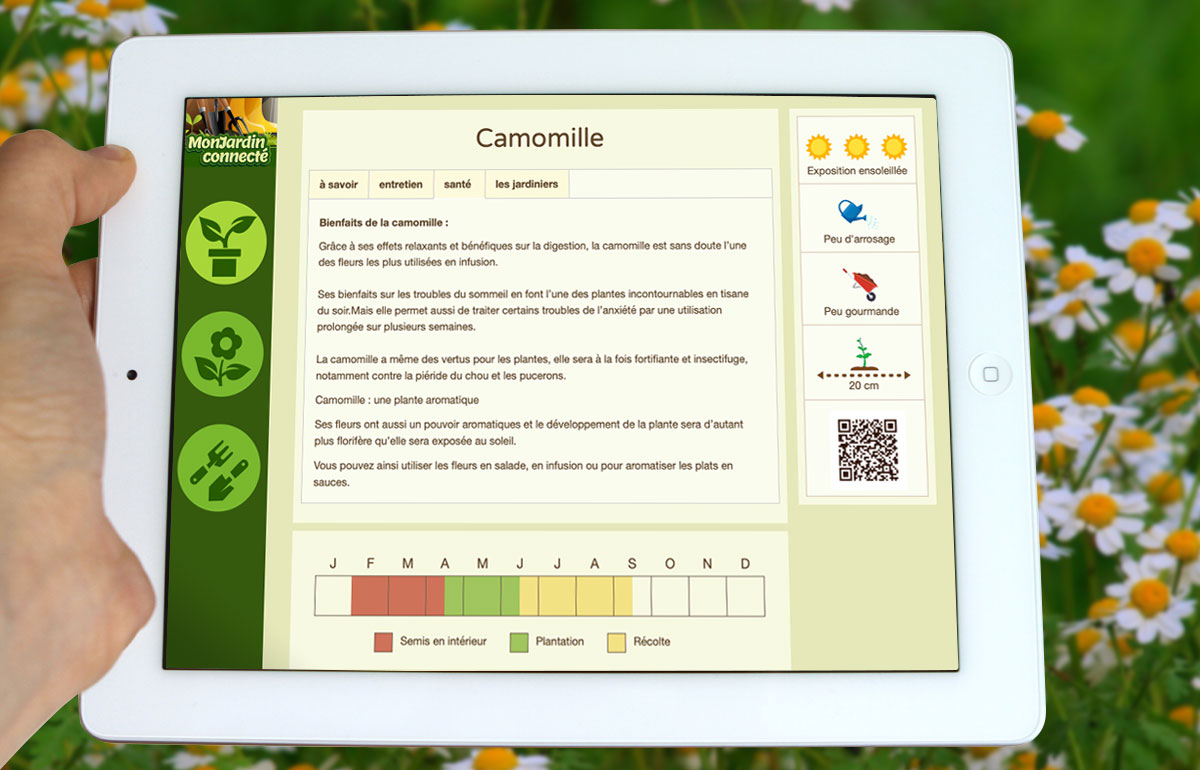 MonJardin
connecté
Camomille
à savoir entretien santé les jardiniers
Bienfaits de la camomille :
Grâce à ses effets relaxants et bénéfiques sur la digestion, la camomille est sans doute l'une
des fleurs les plus utilisées en infusion.
Ses bienfaits sur les troubles du sommeil en font l'une des plantes incontournables en tisane
du soir.Mais elle permet aussi de traiter certains troubles de l'anxiété par une utilisation
prolongée sur plusieurs semaines.
La camomille a même des vertus pour les plantes, elle sera à la fois fortifiante et insectifuge,
notamment contre la piéride du chou et les pucerons.
Camomille : une plante aromatique
Ses fleurs ont aussi un pouvoir aromatiques et le développement de la plante sera d'autant
plus florifère qu'elle sera exposée au soleil.
Vous pouvez ainsi utiliser les fleurs en salade, en infusion ou pour aromatiser les plats en
sauces.
J F M A M J J A S O N D
Semis en intérieur Plantation Récolte
Exposition ensoleillée
Peu d'arrosage
Peu gourmande
20 cm